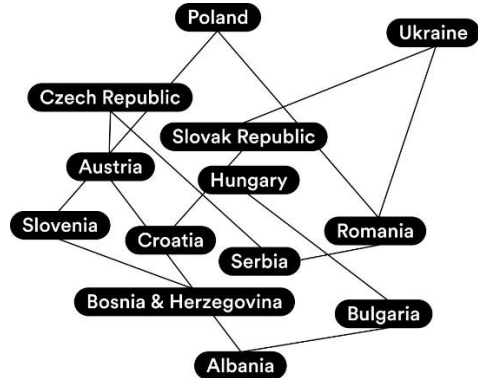 Poland
Ukraine
Czech Republic
Slovak Republic
Austria
Hungary
Slovenia
Croatia
Romania
Serbia
Bosnia & Herzegovina
Bulgaria
Albania